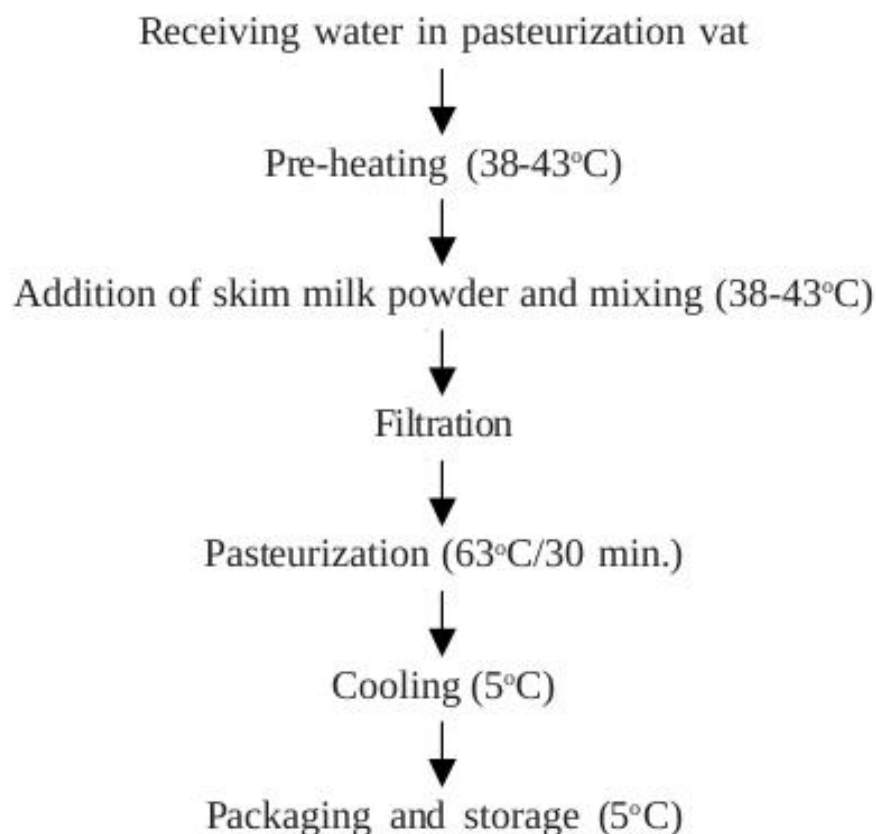 Receiving water in pasteurization vat
Pre-heating (38-43°C)
Addition of skim milk powder and mixing (38-43°C)
Filtration
Pasteurization (63°C/30 min.)
Cooling (5°C)
Packaging and storage (5°C)